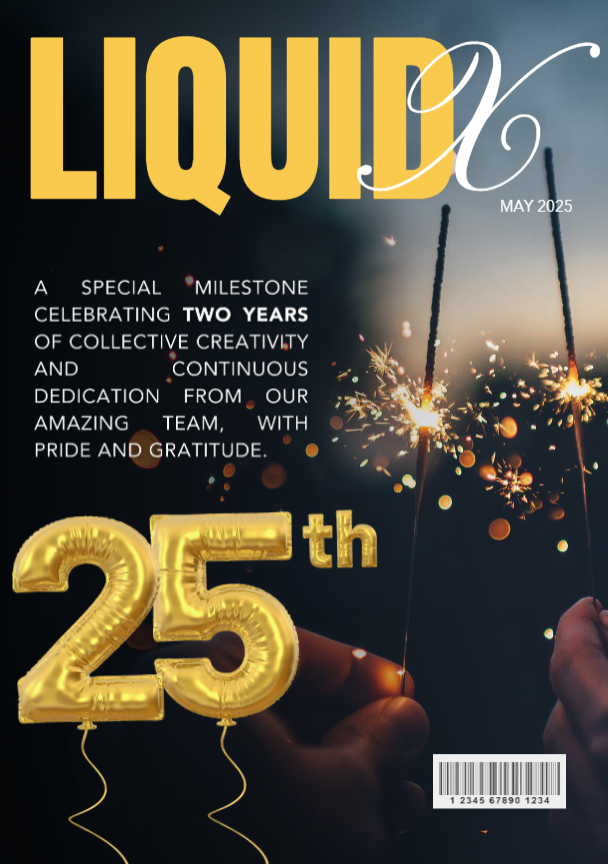 LIQUID X
MAY 2025
A SPECIAL MILESTONE
CELEBRATING TWO YEARS
OF COLLECTIVE CREATIVITY
AND CONTINUOUS
DEDICATION FROM OUR
AMAZING TEAM, WITH
PRIDE AND GRATITUDE.
25th
1 2345 67890 1234